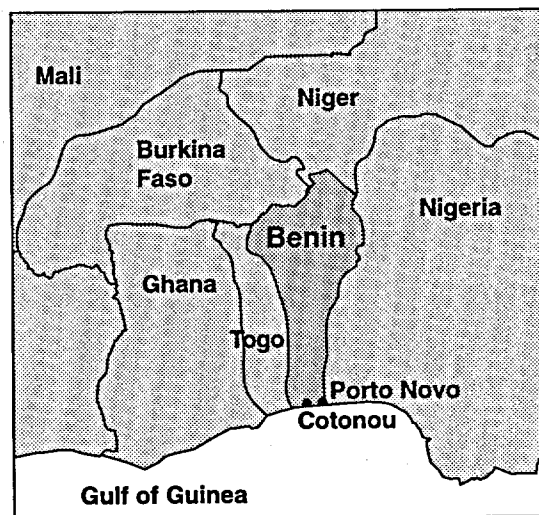 Mali
Niger
Burkina
Faso
Nigeria
Benin
Ghana
Togo
Porto Novo
Cotonou
Gulf of Guinea